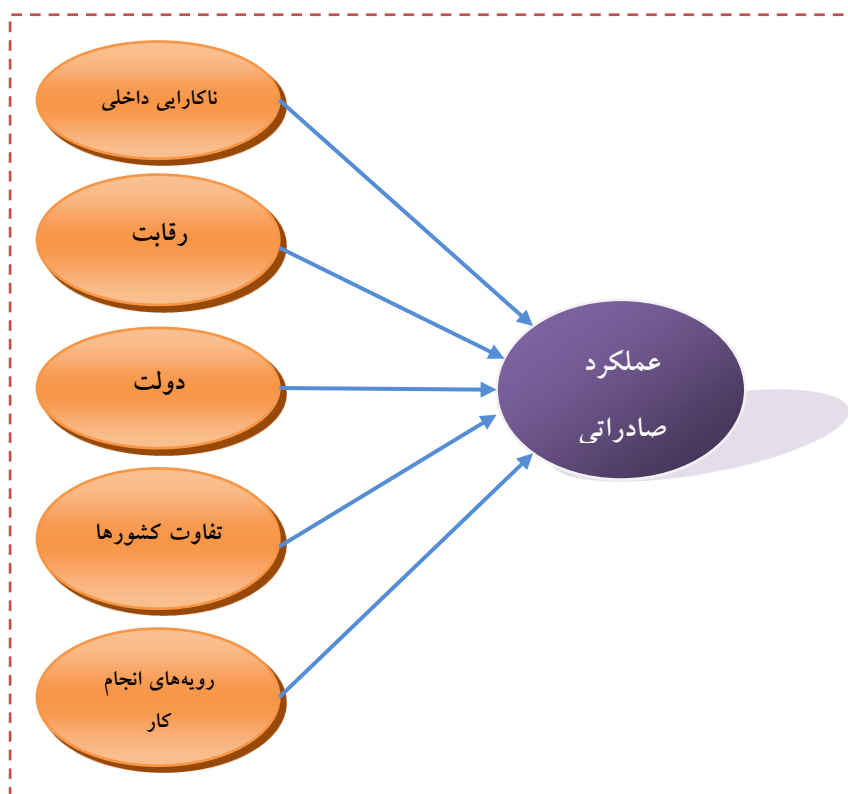 ناکارایی داخلی
رقابت
دولت
تفاوت کشورها
رویه‌های انجام
کار
عملکرد
صادراتی